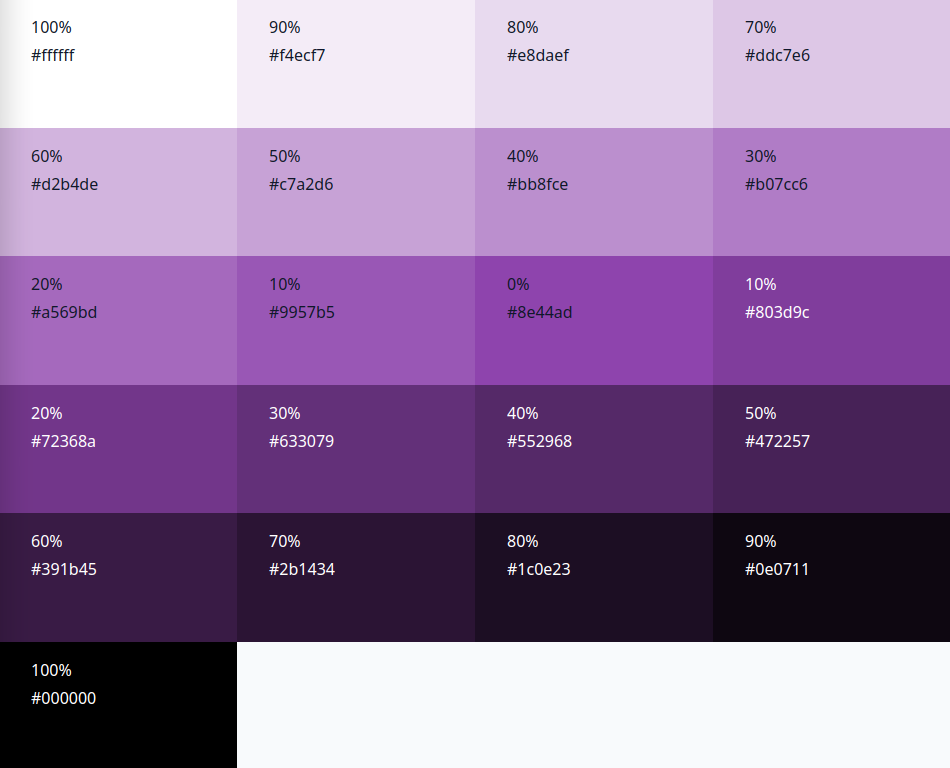 100%
#ffffff
90%
#f4ecf7
80%
#e8daef
70%
#ddc7e6
60%
#d2b4de
50%
#c7a2d6
40%
#bb8fce
30%
#b07cc6
20%
#a569bd
10%
#9957b5
0%
#8e44ad
10%
#803d9c
20%
#72368a
30%
#633079
40%
#552968
50%
#472257
60%
#391b45
70%
#2b1434
80%
#1c0e23
90%
#0e0711
100%
#000000